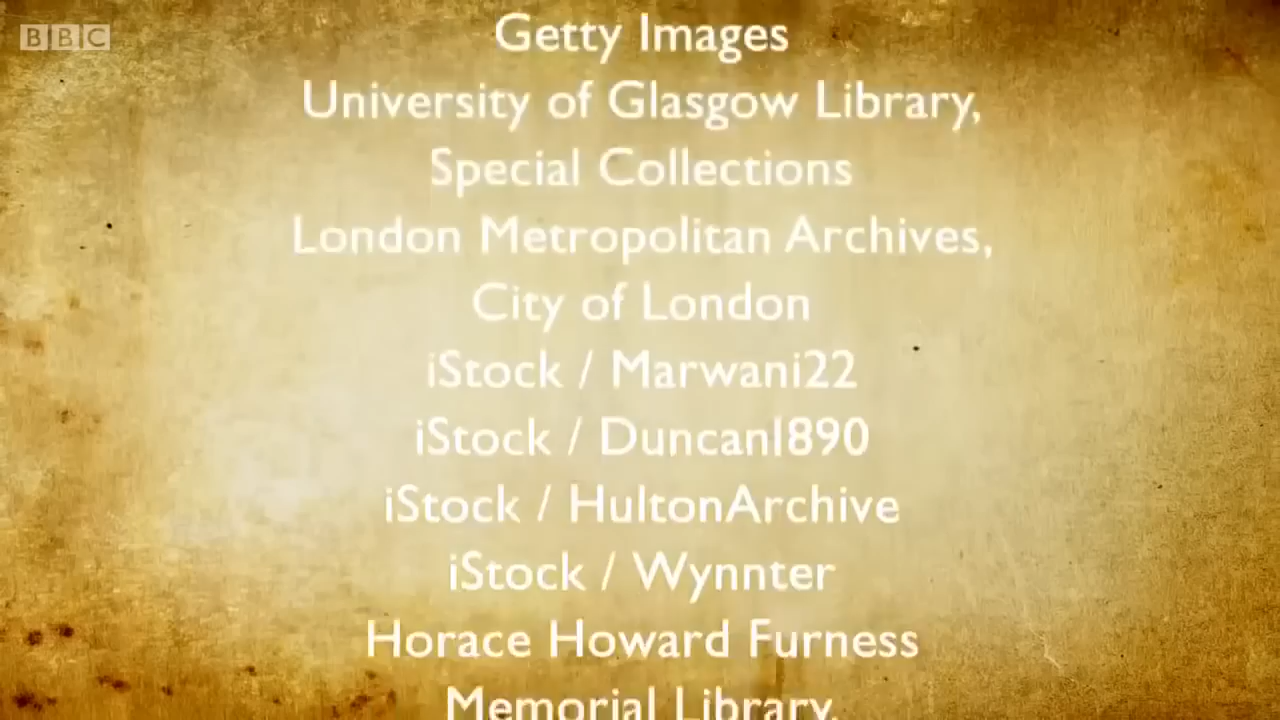 BBC
Getty Images
University of Glasgow Library,
Special Collections
London Metropolitan Archives,
City of London
iStock / Marwani22
iStock / Duncan1890
iStock / HultonArchive
iStock / Wynnter
Horace Howard Furness
Memorial Library,